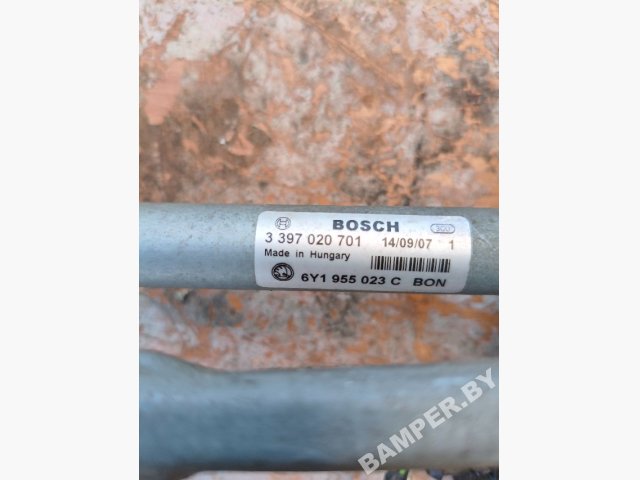 BOSCH
3 397 020 701 14/09/07 1
Made in Hungary
6Y1 955 023 C BON
BAMPER.BY